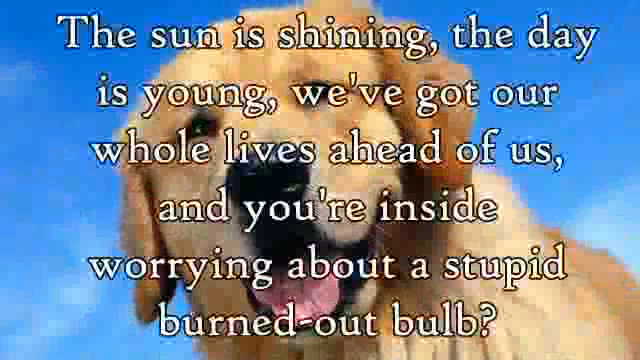 The sun is shining, the day
is young, we've got our
whole lives ahead of us,
and you're inside
worrying about a stupid
burned-out bulb?